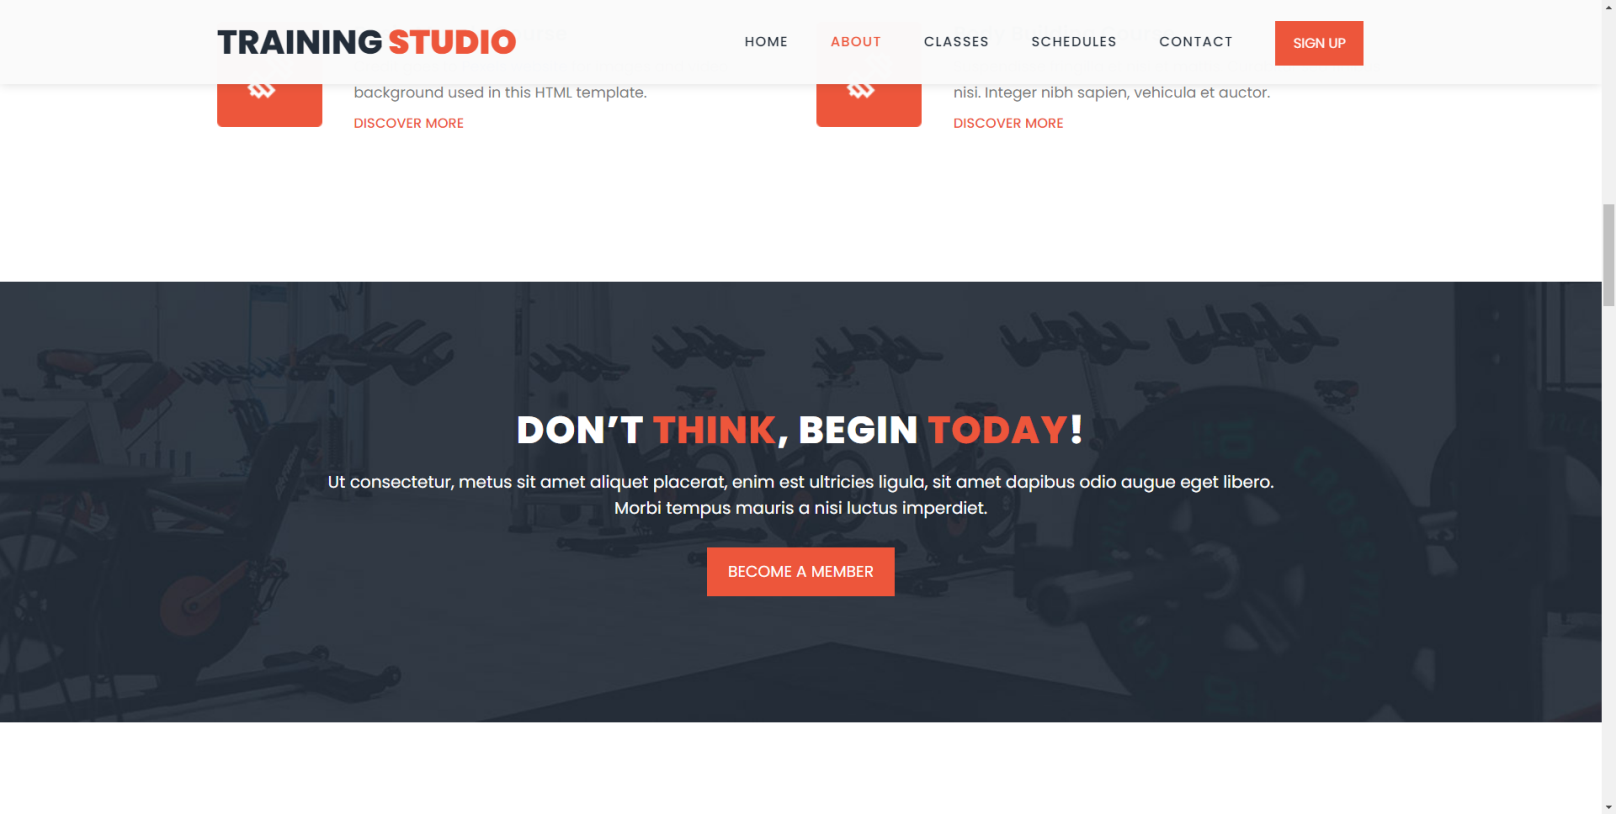 TRAINING STUDIO
HOME
ABOUT
CLASSES
SCHEDULES
CONTACT
SIGN UP
background used in this HTML template.
DISCOVER MORE
nisi. Integer nibh sapien, vehicula et auctor.
DISCOVER MORE
DON’T THINK, BEGIN TODAY!
Ut consectetur, metus sit amet aliquet placerat, enim est ultricies ligula, sit amet dapibus odio augue eget libero.
Morbi tempus mauris a nisi luctus imperdiet.
BECOME A MEMBER